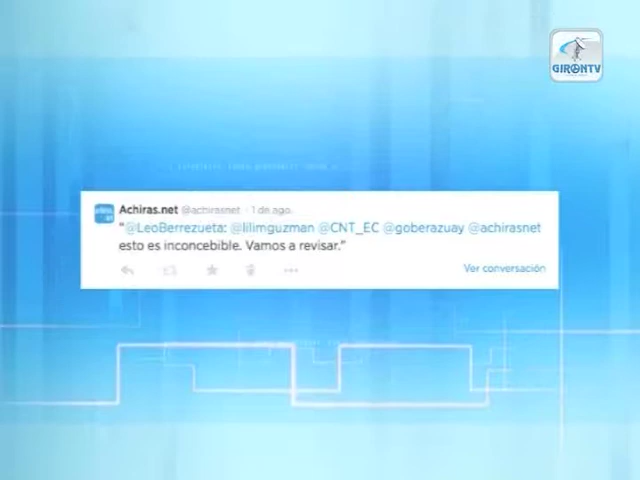 GIRONTV
Achiras.net @achirasnet · 1 de ago.
"@LeoBerrezueta: @lilimguzman @CNT_EC @goberazuay @achirasnet
esto es inconcebible. Vamos a revisar."
Ver conversación